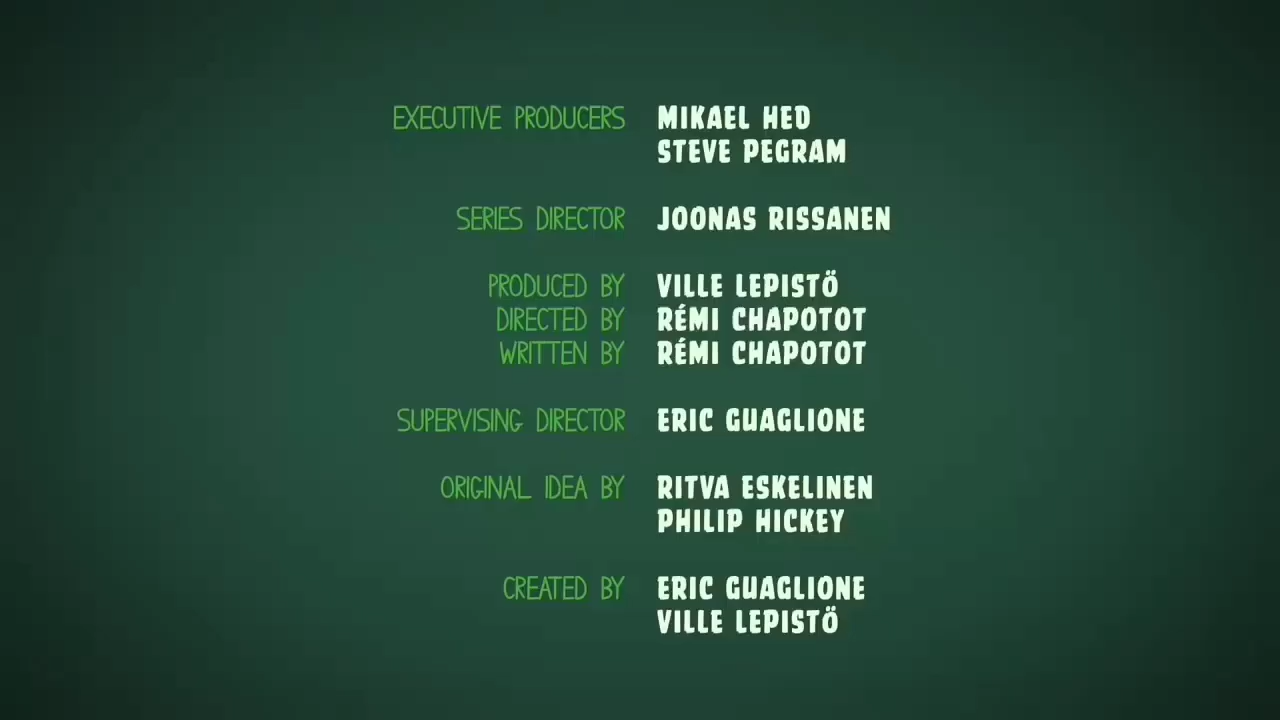 EXECUTIVE PRODUCERS MIKAEL HED
STEVE PEGRAM
SERIES DIRECTOR JOONAS RISSANEN
PRODUCED BY VILLE LEPISTÖ
DIRECTED BY RÉMI CHAPOTOT
WRITTEN BY RÉMI CHAPOTOT
SUPERVISING DIRECTOR ERIC GUAGLIONE
ORIGINAL IDEA BY RITVA ESKELINEN
PHILIP HICKEY
CREATED BY ERIC GUAGLIONE
VILLE LEPISTÖ